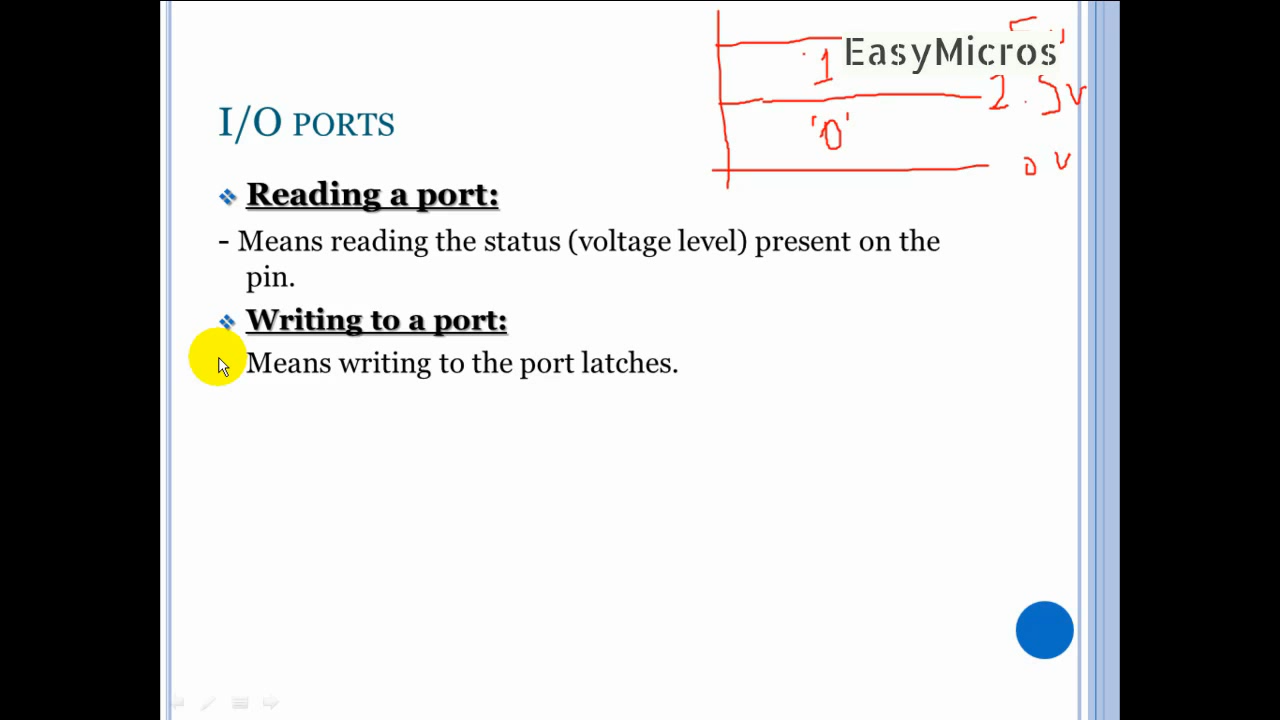 EasyMicros
'1
2.5V
I/O PORTS
'0'
0 V
Reading a port:
- Means reading the status (voltage level) present on the
pin.
Writing to a port:
Means writing to the port latches.